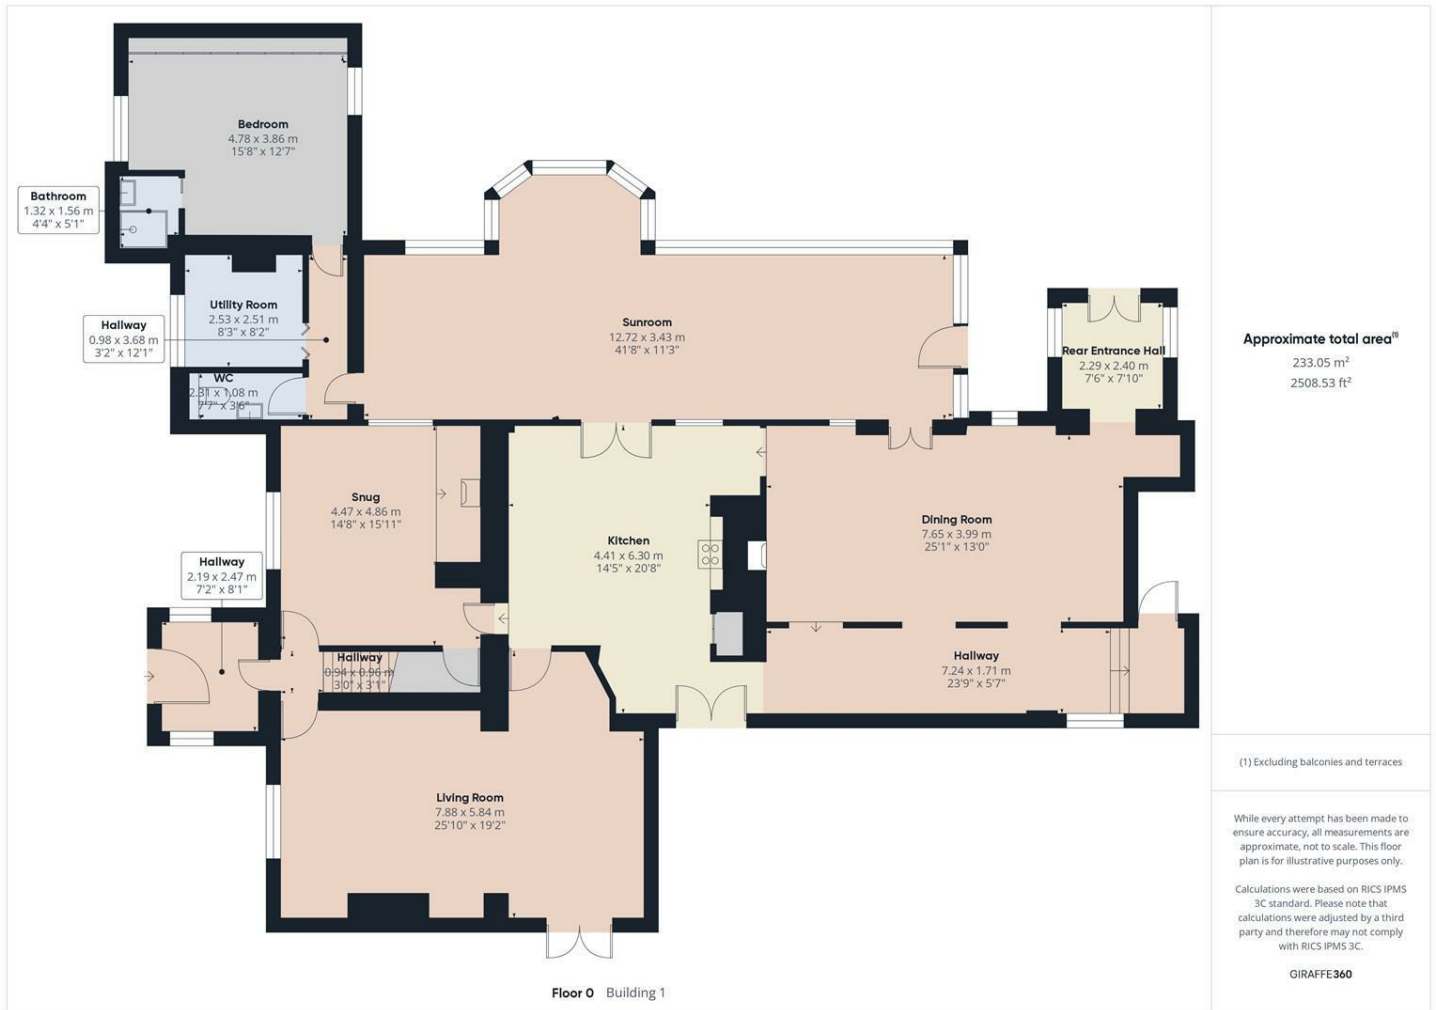 Bedroom
4.78 x 3.86 m
15'8" x 12'7"
Bathroom
1.32 x 1.56 m
4'4" x 5'1"
Utility Room
2.53 x 2.51 m
8'3" x 8'2"
Hallway
0.98 x 3.68 m
3'2" x 12'1"
WC
2.31 x 1.08 m
7'7" x 3'6"
Sunroom
12.72 x 3.43 m
41'8" x 11'3"
Rear Entrance Hall
2.29 x 2.40 m
7'6" x 7'10"
Snug
4.47 x 4.86 m
14'8" x 15'11"
Kitchen
4.41 x 6.30 m
14'5" x 20'8"
Dining Room
7.65 x 3.99 m
25'1" x 13'0"
Hallway
2.19 x 2.47 m
7'2" x 8'1"
Hallway
0.94 x 0.96 m
3'0" x 3'1"
Hallway
7.24 x 1.71 m
23'9" x 5'7"
Living Room
7.88 x 5.84 m
25'10" x 19'2"
Floor 0 Building 1
Approximate total area(1)
233.05 m²
2508.53 ft²
(1) Excluding balconies and terraces
While every attempt has been made to
ensure accuracy, all measurements are
approximate, not to scale. This floor
plan is for illustrative purposes only.
Calculations were based on RICS IPMS
3C standard. Please note that
calculations were adjusted by a third
party and therefore may not comply
with RICS IPMS 3C.
GIRAFFE360